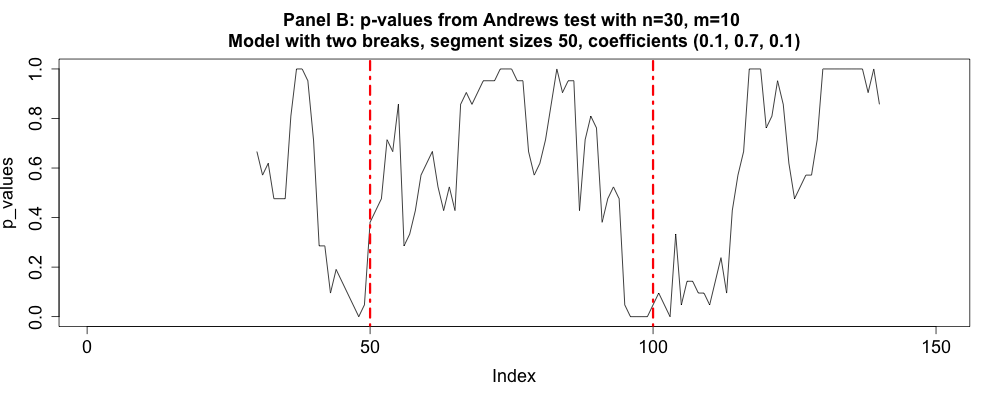 Panel B: p-values from Andrews test with n=30, m=10
Model with two breaks, segment sizes 50, coefficients (0.1, 0.7, 0.1)
p_values
1.0
0.8
0.6
0.4
0.2
0.0
0
50
100
150
Index